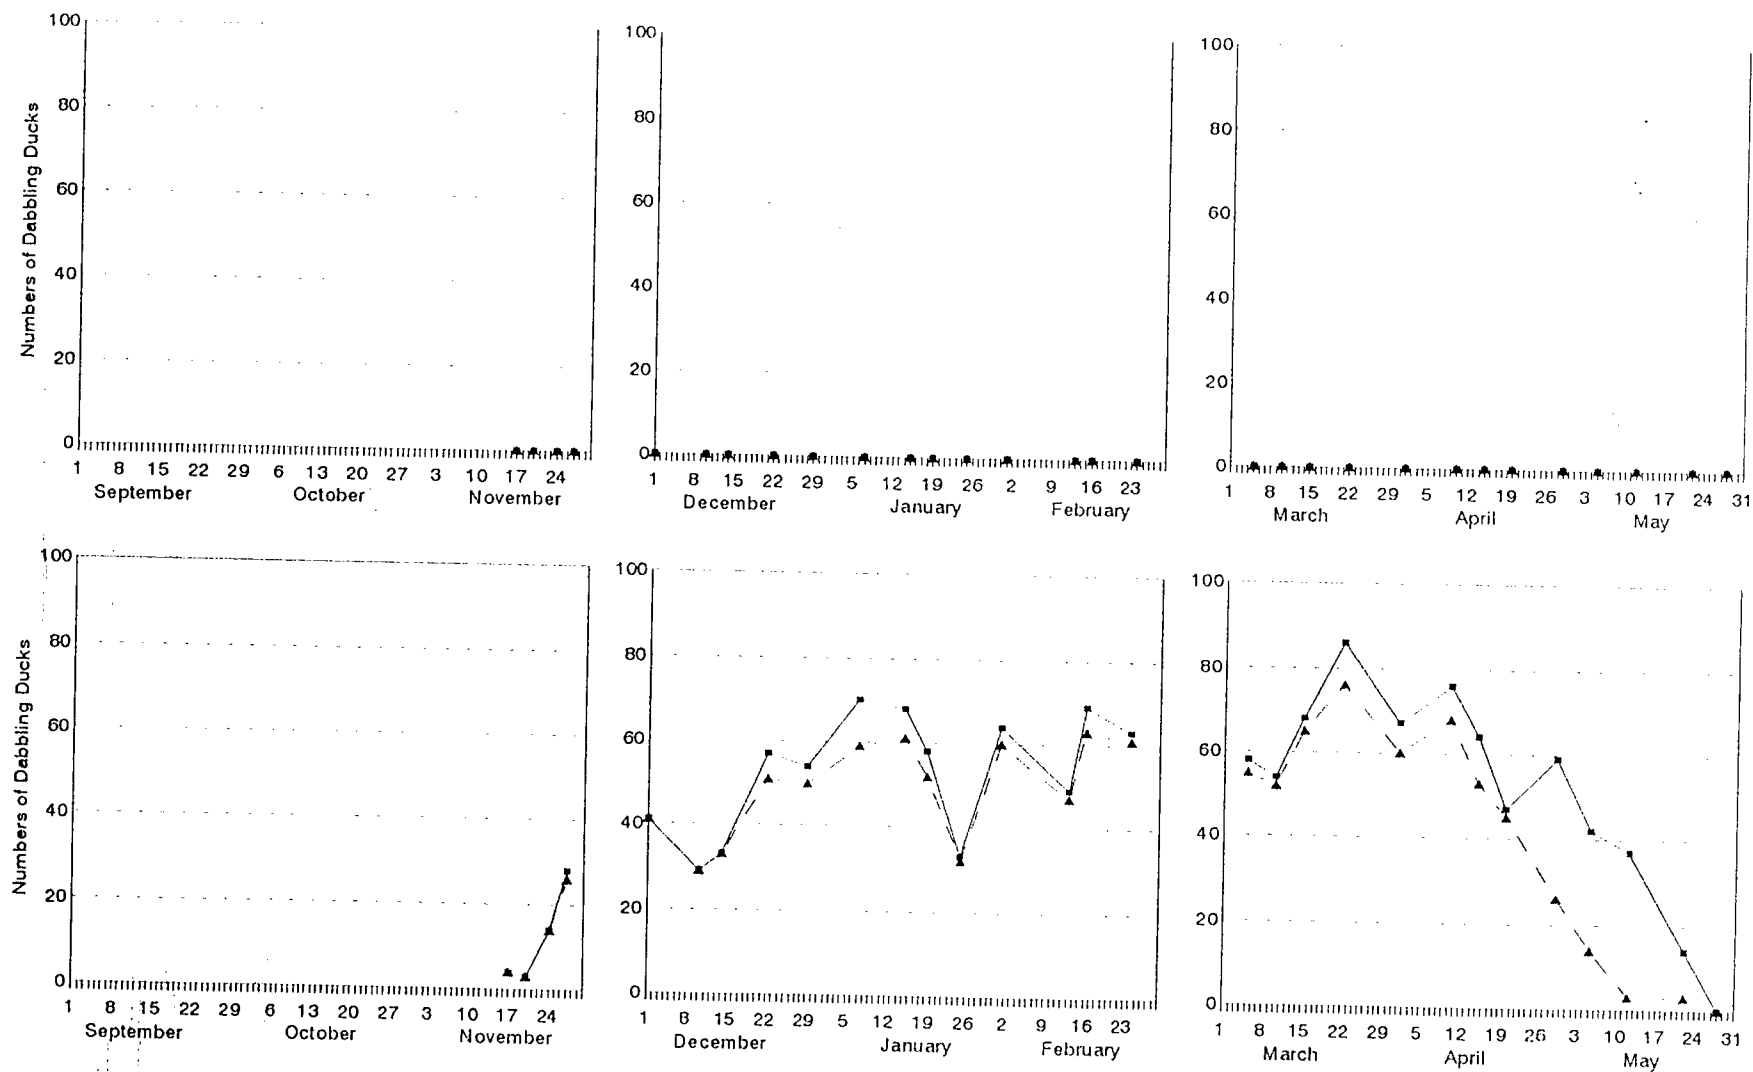 100 80 60 40 20 0
Numbers of Dabbling Ducks
1 8 15 22 29 6 13 20 27 3 10 17 24
September October November
100 80 60 40 20 0
1 8 15 22 29 5 12 19 26 2 9 16 23
December January February
100 80 60 40 20 0
1 8 15 22 29 5 12 19 26 3 10 17 24 31
March April May
100 80 60 40 20 0
Numbers of Dabbling Ducks
1 8 15 22 29 6 13 20 27 3 10 17 24
September October November
100 80 60 40 20 0
1 8 15 22 29 5 12 19 26 2 9 16 23
December January February
100 80 60 40 20 0
1 8 15 22 29 5 12 19 26 3 10 17 24 31
March April May